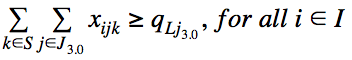 ∑_{k∈S} ∑_{j∈J_{3.0}} x_{ijk} ≥ q_{Lj_{3.0}}, for all i ∈ I